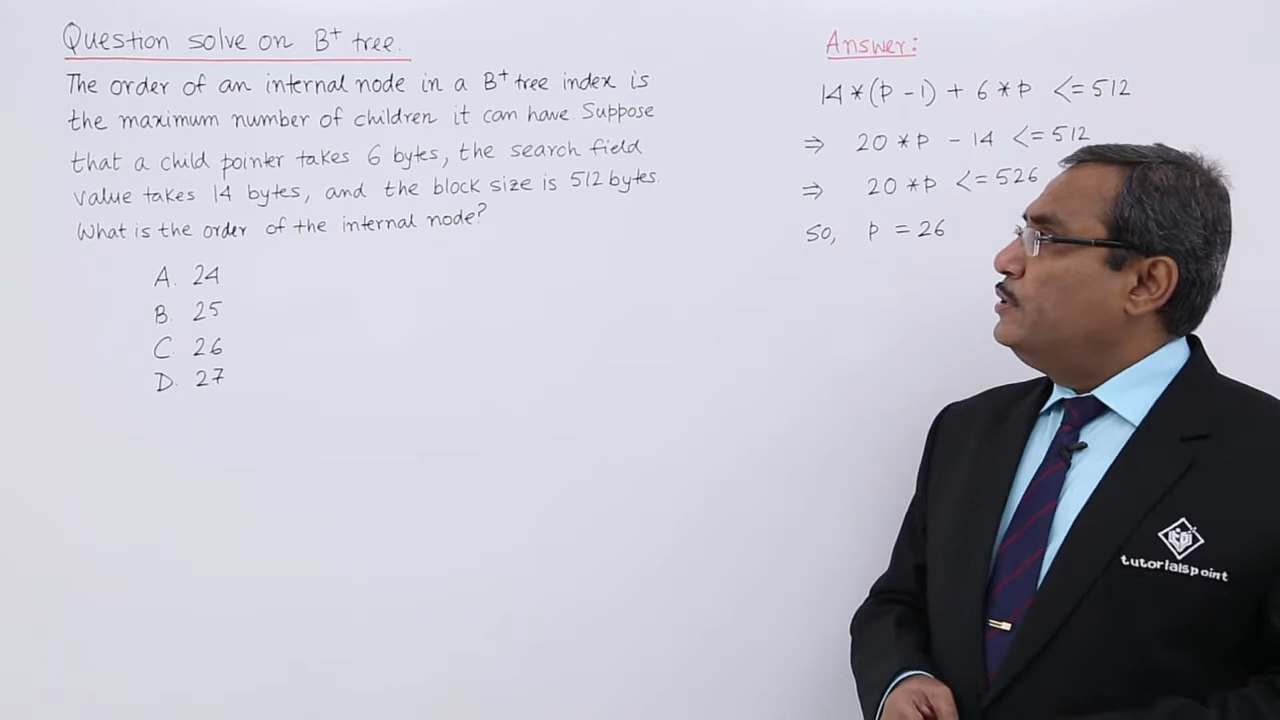 Question solve on B+ tree.
The order of an internal node in a B+ tree index is
the maximum number of children it can have. Suppose
that a child pointer takes 6 bytes, the search field
value takes 14 bytes, and the block size is 512 bytes.
What is the order of the internal node?
A. 24
B. 25
C. 26
D. 27
Answer:
14*(P-1) + 6*P <=512
⇒ 20*P - 14 <=512
⇒ 20*P <=526
so, P = 26
tutorialspoint